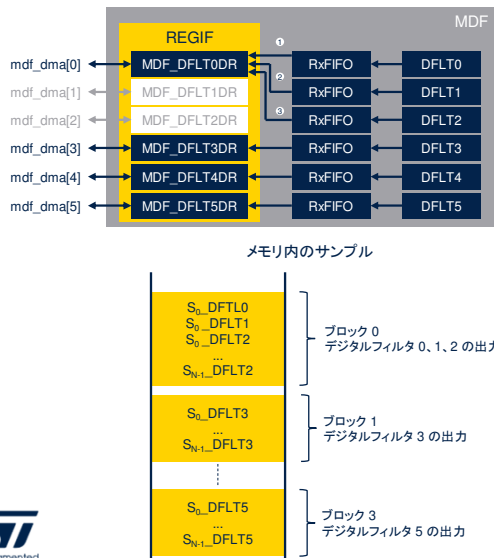 MDF
REGIF
mdf_dma[0] MDF_DFLT0DR ① RxFIFO DFLT0
mdf_dma[1] MDF_DFLT1DR ② RxFIFO DFLT1
mdf_dma[2] MDF_DFLT2DR ③ RxFIFO DFLT2
mdf_dma[3] MDF_DFLT3DR RxFIFO DFLT3
mdf_dma[4] MDF_DFLT4DR RxFIFO DFLT4
mdf_dma[5] MDF_DFLT5DR RxFIFO DFLT5
メモリ内のサンプル
S0_DFTL0
S0_DFLT1
S0_DFLT2
...
SN-1_DFLT2
ブロック 0
デジタルフィルタ 0、1、2 の出力
S0_DFLT3
...
SN-1_DFLT3
ブロック 1
デジタルフィルタ 3 の出力
S0_DFLT5
...
SN-1_DFLT5
ブロック 3
デジタルフィルタ 5 の出力